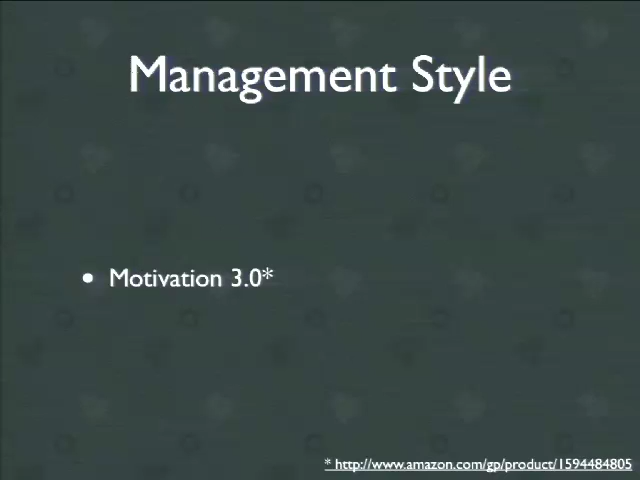 Management Style
• Motivation 3.0*
* http://www.amazon.com/gp/product/1594484805